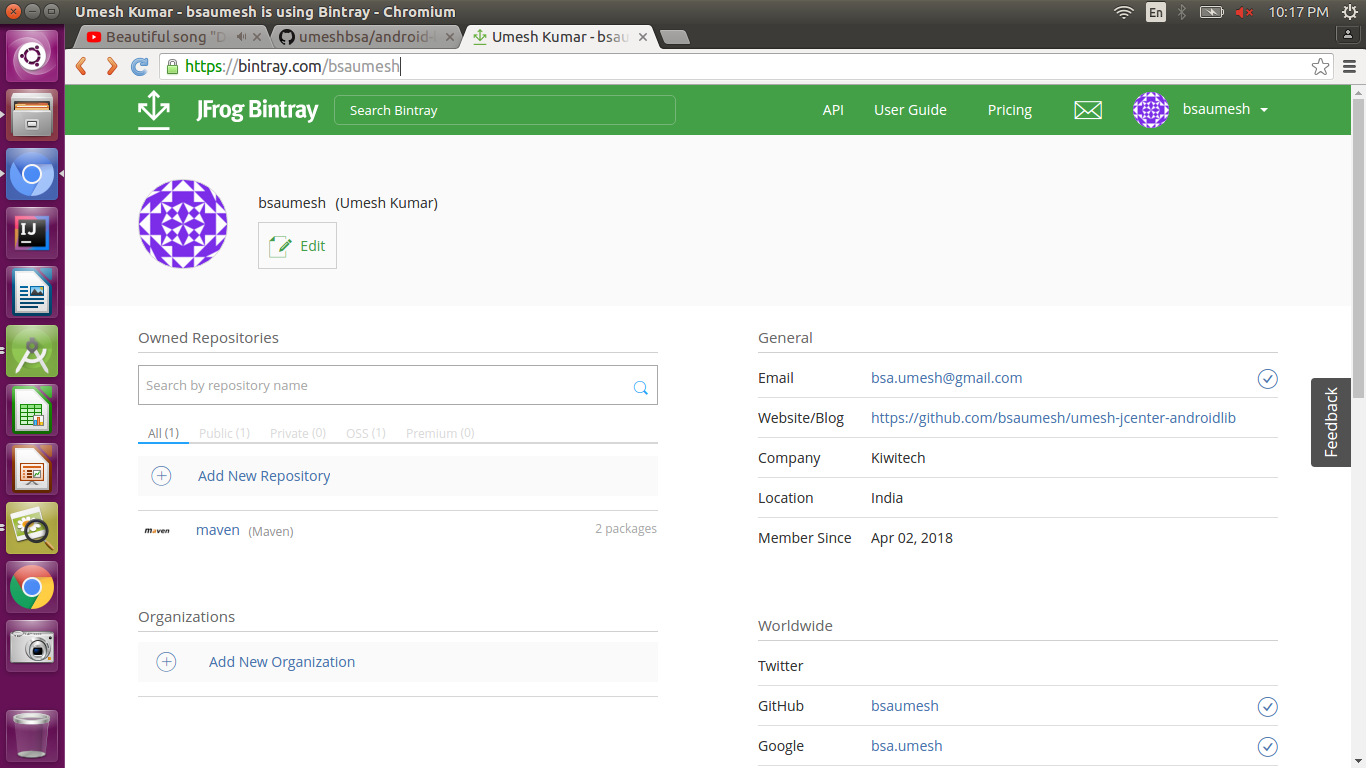 Umesh Kumar - bsaumesh is using Bintray - Chromium
En
10:17 PM
Beautiful song "D
umeshbsa/android-
Umesh Kumar - bsau
https://bintray.com/bsaumesh
JFrog Bintray
Search Bintray
API
User Guide
Pricing
bsaumesh
bsaumesh (Umesh Kumar)
Edit
Owned Repositories
Search by repository name
All (1) Public (1) Private (0) OSS (1) Premium (0)
Add New Repository
maven maven (Maven) 2 packages
Organizations
Add New Organization
General
Email bsa.umesh@gmail.com
Website/Blog https://github.com/bsaumesh/umesh-jcenter-androidlib
Company Kiwitech
Location India
Member Since Apr 02, 2018
Worldwide
Twitter
GitHub bsaumesh
Google bsa.umesh
Feedback
IJ